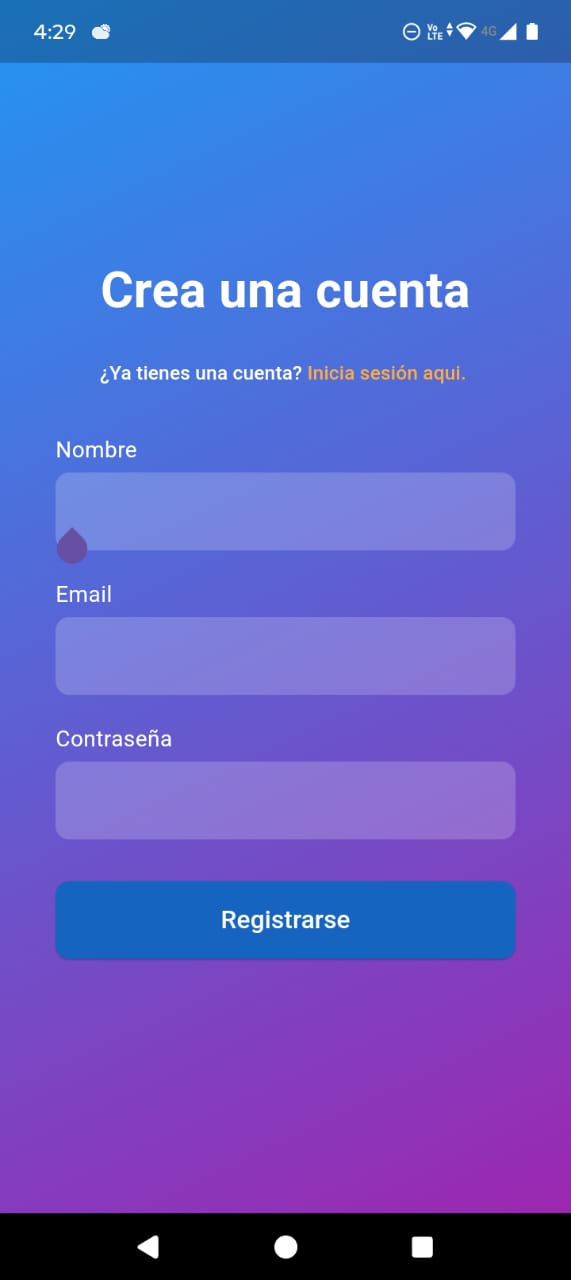 4:29 Vo LTE 4G
Crea una cuenta
¿Ya tienes una cuenta? Inicia sesión aqui.
Nombre
Email
Contraseña
Registrarse